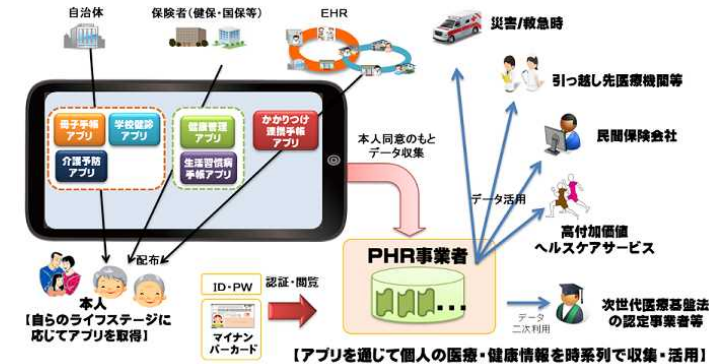 自治体
保険者(健保・国保等)
EHR
災害/救急時
引っ越し先医療機関等
民間保険会社
高付加価値
ヘルスケアサービス
次世代医療基盤法
の認定事業者等
母子手帳
アプリ
学校健診
アプリ
介護予防
アプリ
健康管理
アプリ
生活習慣病
手帳アプリ
かかりつけ
連携手帳
アプリ
本人同意のもと
データ収集
データ活用
配布
本人
【自らのライフステージに
応じてアプリを取得】
ID・PW
マイナン
バーカード
認証・閲覧
PHR事業者
データ
二次利用
【アプリを通じて個人の医療・健康情報を時系列で収集・活用】